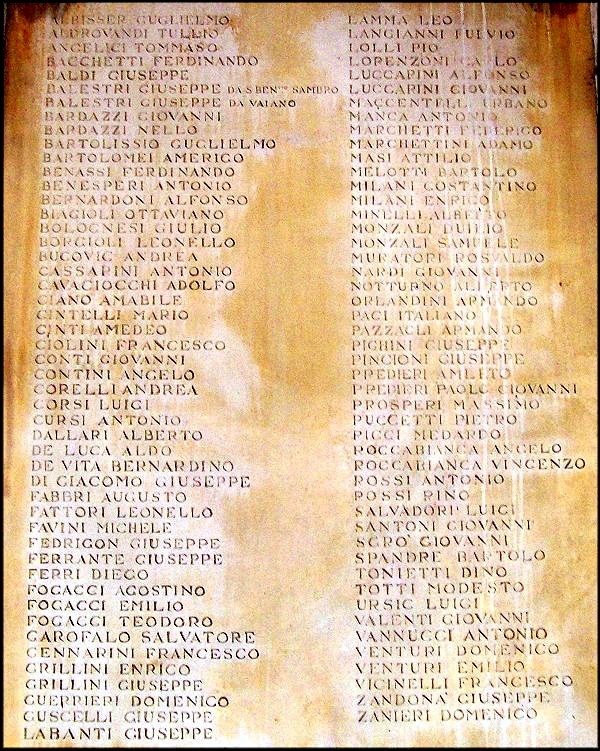 ALBISSER GUGLIELMO
ALDROVANDI TULLIO
ANGELICI TOMMASO
BACCHETTI FERDINANDO
BALDI GIUSEPPE
BALESTRI GIUSEPPE DA S BEN.TTO SAMBRO
BALESTRI GIUSEPPE DA VAIANO
BARDAZZI GIOVANNI
BARDAZZI NELLO
BARTOLISSIO GUGLIELMO
BARTOLOMEI AMERICO
BENASSI FERDINANDO
BENESPERI ANTONIO
BERNARDONI ALFONSO
BIAGIOLI OTTAVIANO
BOLOGNESI GIULIO
BORGIOLI LEONELLO
BUCOVIC ANDREA
CASSARINI ANTONIO
CAVACIOCCHI ADOLFO
CIANO AMABILE
CINTELLI MARIO
CINTI AMEDEO
CIOLINI FRANCESCO
CONTI GIOVANNI
CONTINI ANGELO
CORELLI ANDREA
CORSI LUIGI
CURSI ANTONIO
DALLARI ALBERTO
DE LUCA ALDO
DE VITA BERNARDINO
DI GIACOMO GIUSEPPE
FABBRI AUGUSTO
FATTORI LEONELLO
FAVINI MICHELE
FEDRIGON GIUSEPPE
FERRANTE GIUSEPPE
FERRI DIEGO
FOGACCI AGOSTINO
FOGACCI EMILIO
FOGACCI TEODORO
GAROFALO SALVATORE
GENNARINI FRANCESCO
GRILLINI ENRICO
GRILLINI GIUSEPPE
GUERRIERI DOMENICO
GUSCELLI GIUSEPPE
LABANTI GIUSEPPE
LAMMA LEO
LANGIANNI FULVIO
LOLLI PIO
LORENZONI CARLO
LUCCARINI ALFONSO
LUCCARINI GIOVANNI
MACCENTELLI URBANO
MANCA ANTONIO
MARCHETTI FEDERICO
MARCHETTINI ADAMO
MASI ATTILIO
MELOTTI BARTOLO
MILANI COSTANTINO
MILANI ENRICO
MINELLI ALBERTO
MONZALI DUILIO
MONZALI SAMUELE
MURATORI ROSVALDO
NARDI GIOVANNI
NOTTURNO ALBERTO
ORLANDINI ARMANDO
PACI ITALIANO
PAZZAGLI ARMANDO
PICHINI GIUSEPPE
PINCIONI GIUSEPPE
PREDIERI AMLETO
PREDIERI PAOLO GIOVANNI
PROSPERI MASSIMO
PUCCETTI PIETRO
RICCI MEDARDO
ROCCABIANCA ANGELO
ROCCABIANCA VINCENZO
ROSSI ANTONIO
ROSSI RINO
SALVADORI LUIGI
SANTONI GIOVANNI
SGRO' GIOVANNI
SPANDRE BARTOLO
TONIETTI DINO
TOTTI MODESTO
URSIC LUIGI
VALENTI GIOVANNI
VANNUCCI ANTONIO
VENTURI DOMENICO
VENTURI EMILIO
VICINELLI FRANCESCO
ZANDONA' GIUSEPPE
ZANIERI DOMENICO